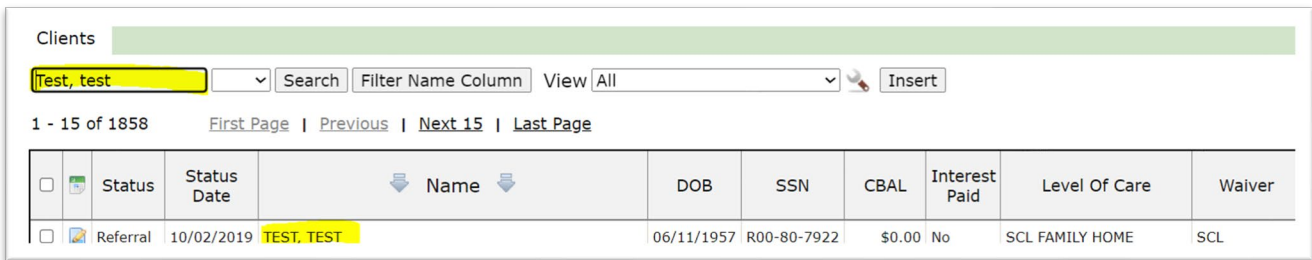 Clients
Test, test Search Filter Name Column View All Insert
1 - 15 of 1858 First Page | Previous | Next 15 | Last Page
Status Status Date Name DOB SSN CBAL Interest Paid Level Of Care Waiver
Referral 10/02/2019 TEST, TEST 06/11/1957 R00-80-7922 $0.00 No SCL FAMILY HOME SCL